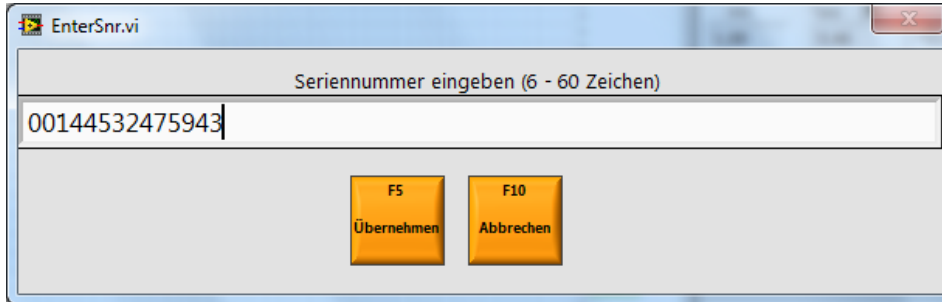 EnterSnr.vi
Seriennummer eingeben (6 - 60 Zeichen)
00144532475943
F5
Übernehmen
F10
Abbrechen